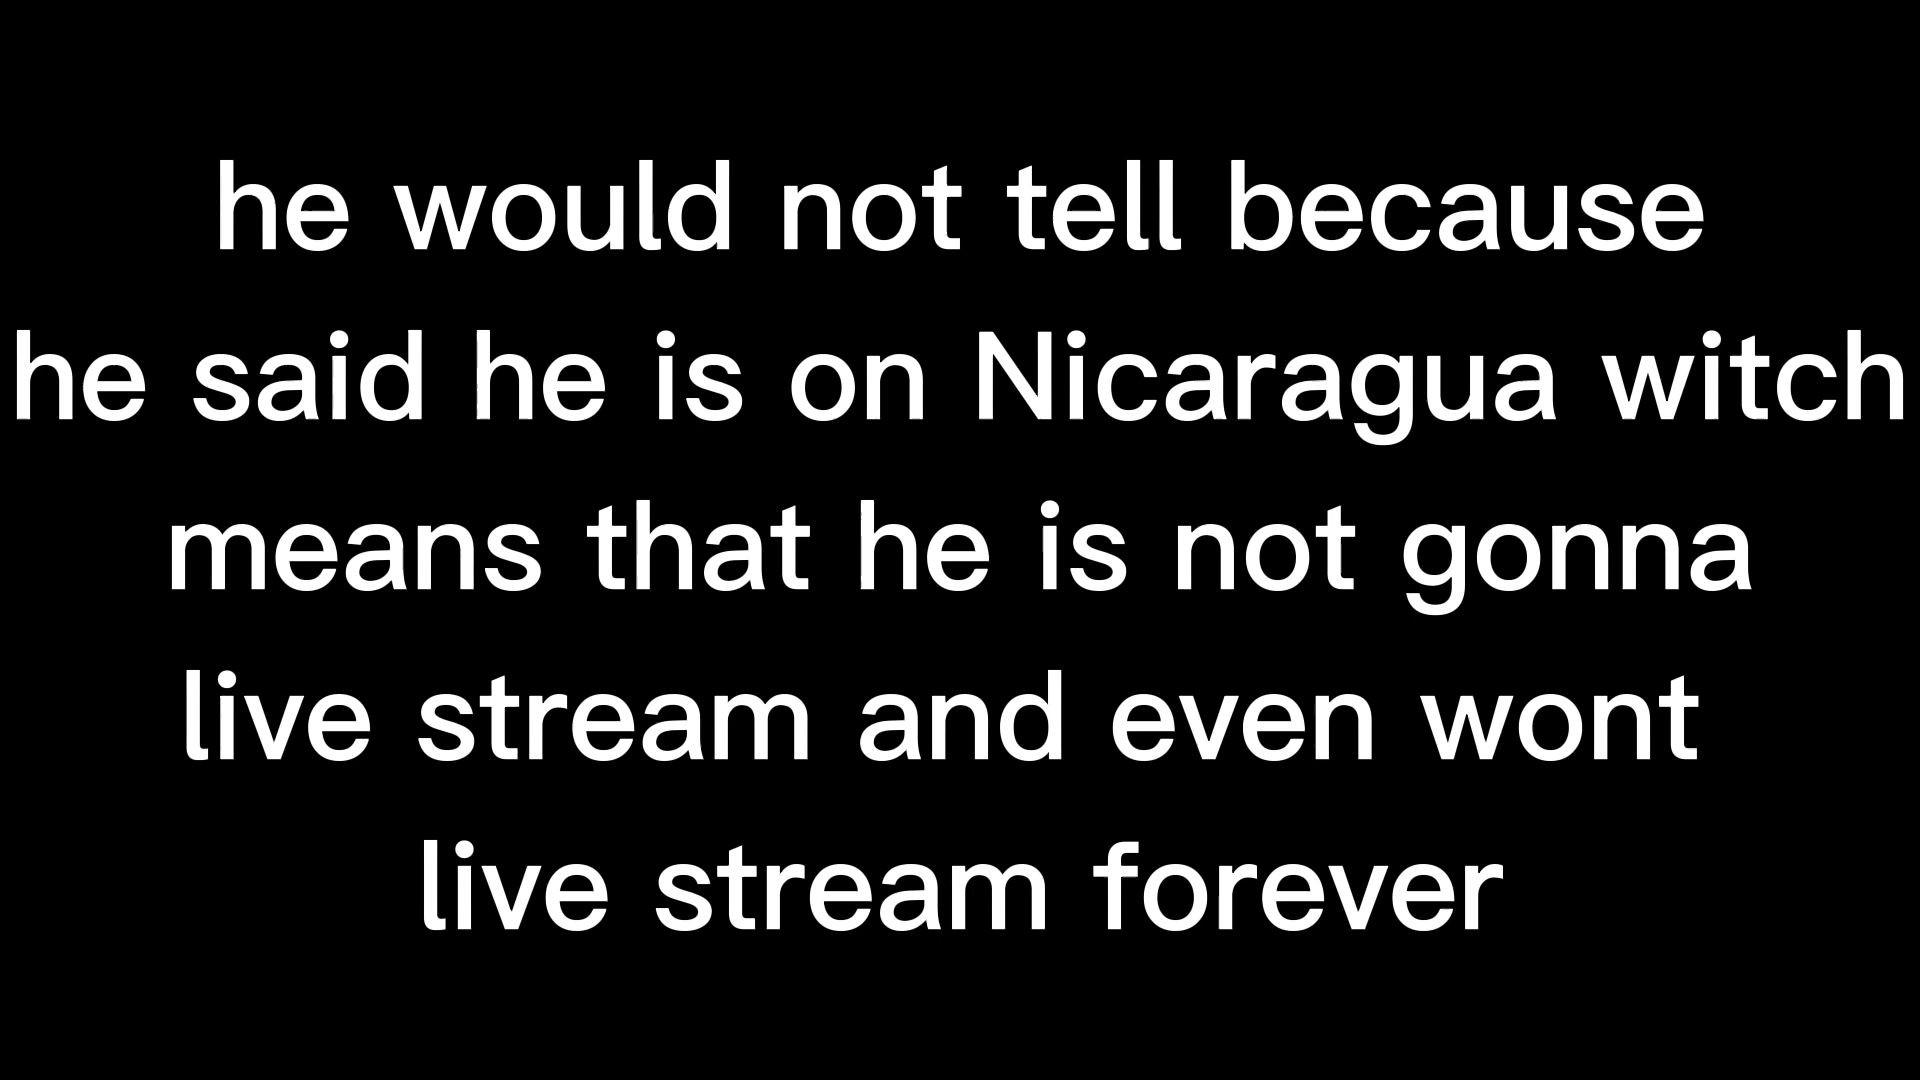 he would not tell because
he said he is on Nicaragua witch
means that he is not gonna
live stream and even wont
live stream forever